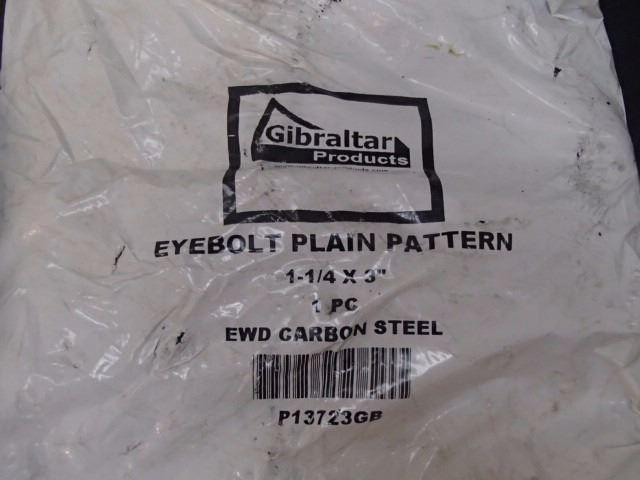 Gibraltar
Products
EYEBOLT PLAIN PATTERN
1-1/4 X 3"
1 PC
EWD CARBON STEEL
P13723GB